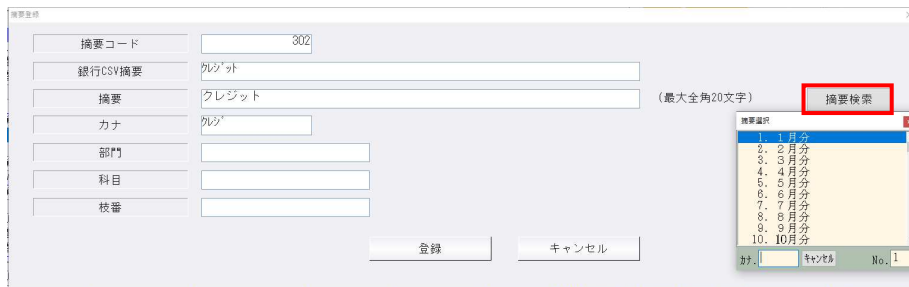 摘要登録
摘要コード 302
銀行CSV摘要 ｸﾚｼﾞｯﾄ
摘要 クレジット (最大全角20文字) 摘要検索
カナ ｸﾚｼﾞ
部門
科目
枝番
登録 キャンセル
摘要選択
1. 1月分
2. 2月分
3. 3月分
4. 4月分
5. 5月分
6. 6月分
7. 7月分
8. 8月分
9. 9月分
10. 10月分
ｶﾅ. ｷｬﾝｾﾙ No. 1